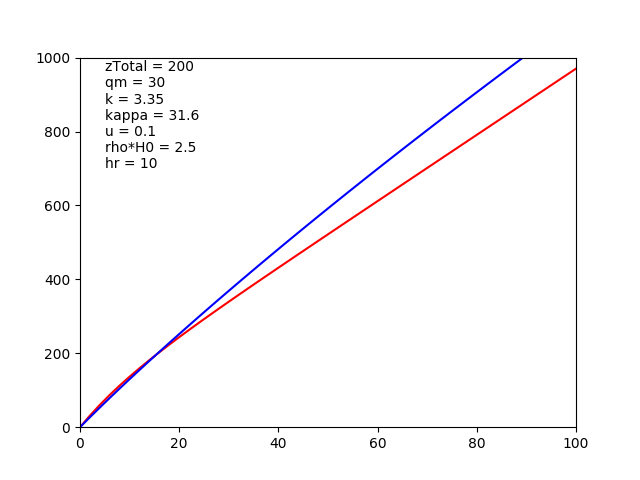 1000
800
600
400
200
0
zTotal = 200
qm = 30
k = 3.35
kappa = 31.6
u = 0.1
rho*H0 = 2.5
hr = 10
0 20 40 60 80 100